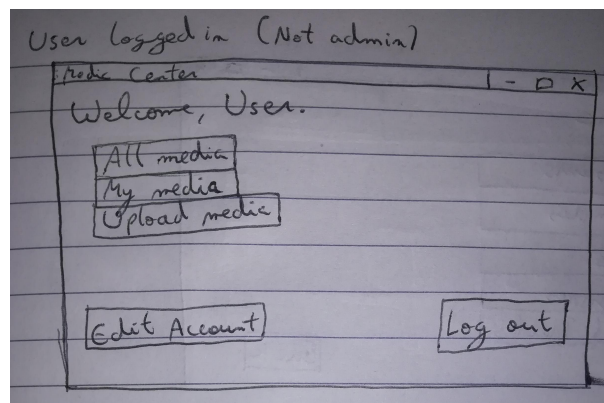 User logged in (Not admin)
Media Center - □ X
Welcome, User.
All media
My media
Upload media
Edit Account Log out